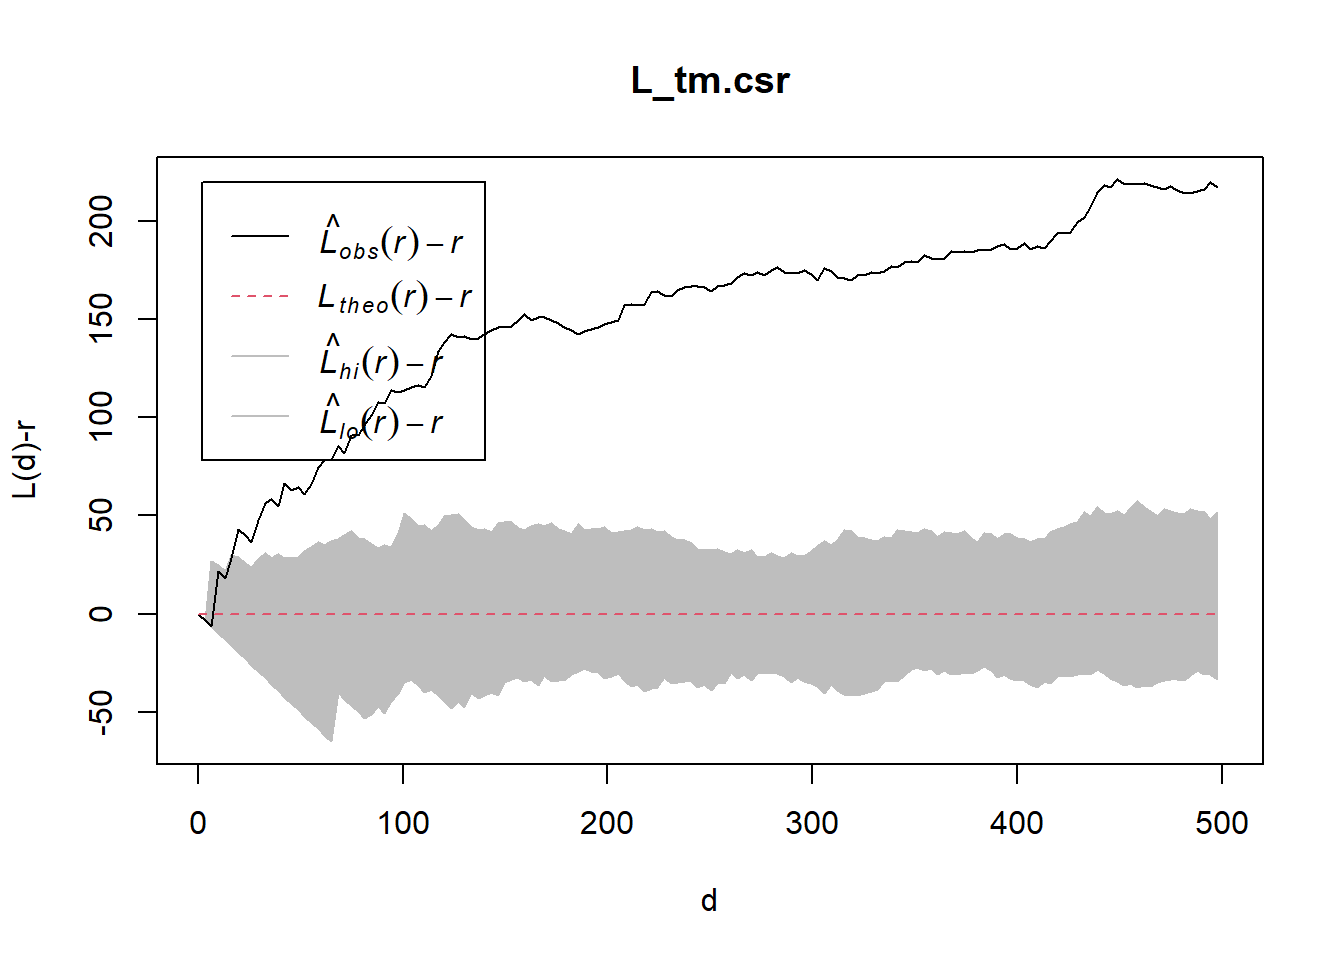 L_tm.csr
L(d)-r
200
150
100
50
0
-50
L̂obs(r) − r
Ltheo(r) − r
L̂hi(r) − r
L̂lo(r) − r
0 100 200 300 400 500
d